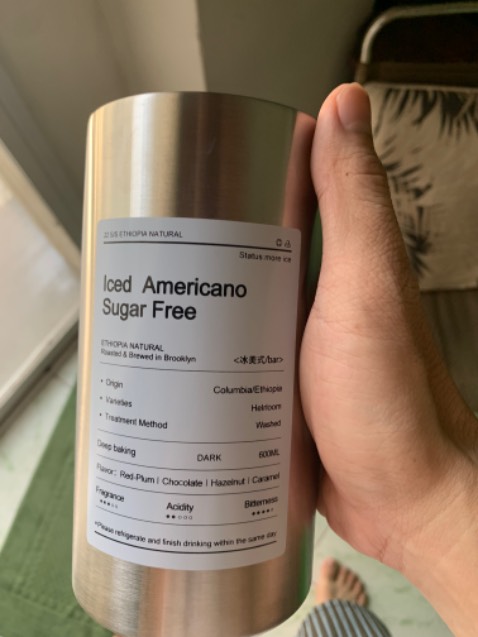 ETHIOPIA NATURAL
Status:more ice
Iced Americano
Sugar Free
ETHIOPIA NATURAL
Roasted & Brewed in Brooklyn
<冰美式/bar>
• Origin Columbia/Ethiopia
• Varieties Heirloom
• Treatment Method Washed
Deep baking DARK 600ML
Flavor: Red-Plum | Chocolate | Hazelnut | Caramel
Fragrance Acidity Bitterness
Please refrigerate and finish drinking within the same day